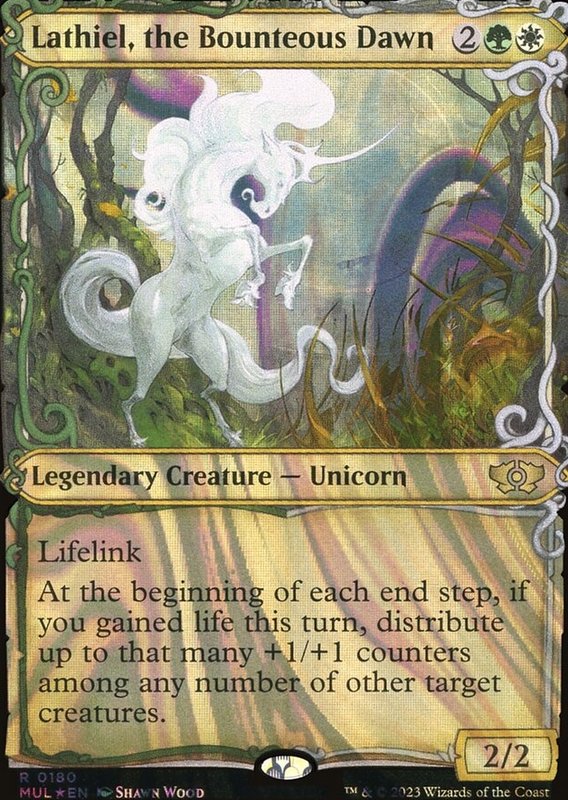 Lathiel, the Bounteous Dawn 2
Legendary Creature — Unicorn
Lifelink
At the beginning of each end step, if
you gained life this turn, distribute
up to that many +1/+1 counters
among any number of other target
creatures.
2/2
R 0180
MUL ★ EN Shawn Wood
™ & © 2023 Wizards of the Coast